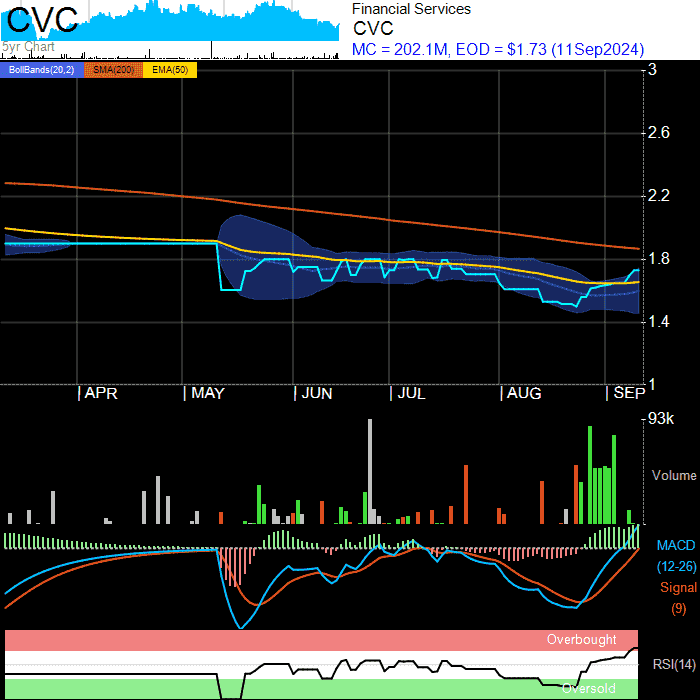 CVC
5yr Chart
Financial Services
CVC
MC = 202.1M, EOD = $1.73 (11Sep2024)
BollBands(20,2) SMA(200) EMA(50)
3
2.6
2.2
1.8
1.4
1
APR MAY JUN JUL AUG SEP
93k
Volume
MACD
(12-26)
Signal
(9)
Overbought
RSI(14)
Oversold